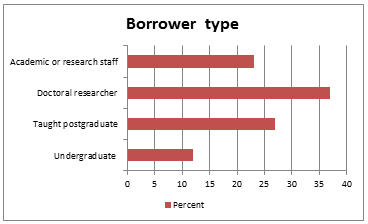 Borrower type
Academic or research staff
Doctoral researcher
Taught postgraduate
Undergraduate
0 5 10 15 20 25 30 35 40
Percent